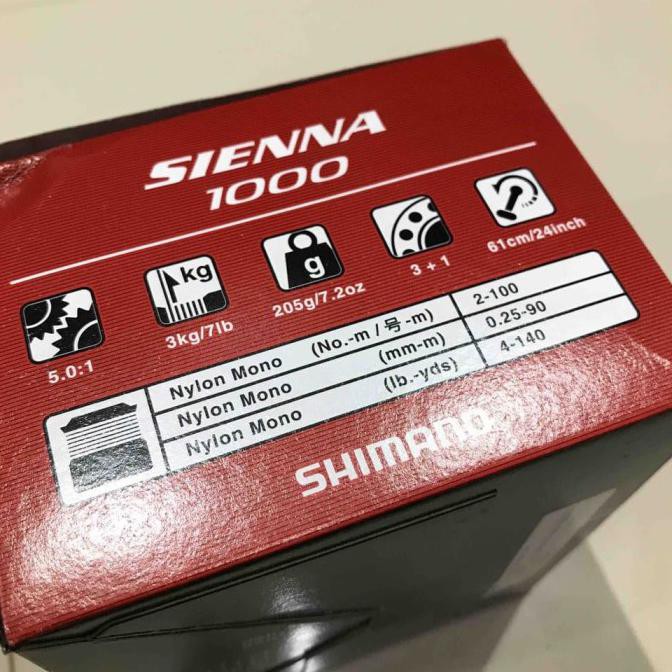 SIENNA
1000
5.0:1
kg
3kg/7lb
g
205g/7.2oz
3 + 1
61cm/24inch
Nylon Mono (No.-m / 号-m) 2-100
Nylon Mono (mm-m) 0.25-90
Nylon Mono (lb.-yds) 4-140
SHIMANO